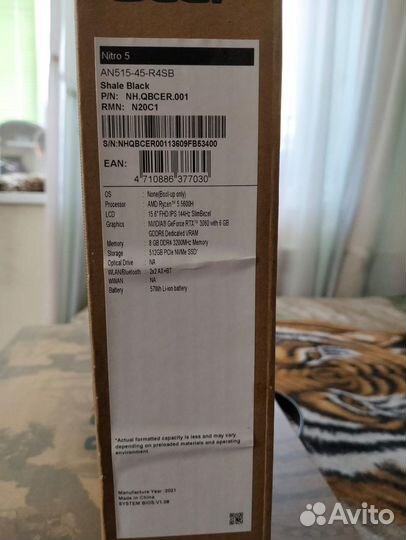 acer
Nitro 5
AN515-45-R4SB
Shale Black
P/N: NH.QBCER.001
RMN: N20C1
S/N:NHQBCER00113609FB53400
EAN:
4 710886 377030
OS : None(Boot-up only)
Processor : AMD Ryzen™ 5 5600H
LCD : 15.6" FHD IPS 144Hz SlimBezel
Graphics : NVIDIA® GeForce RTX™ 3060 with 6 GB
GDDR6 Dedicated VRAM
Memory : 8 GB DDR4 3200MHz Memory
Storage : 512GB PCIe NVMe SSD*
Optical Drive : NA
WLAN/Bluetooth : 2x2 AX+BT
WWAN : NA
Battery : 57Wh Li-ion battery
*Actual formatted capacity is less and may vary
depending on preloaded materials and operating
environment.
Manufacture Year :2021
Made in China
SYSTEM BIOS:V1.08
Avito